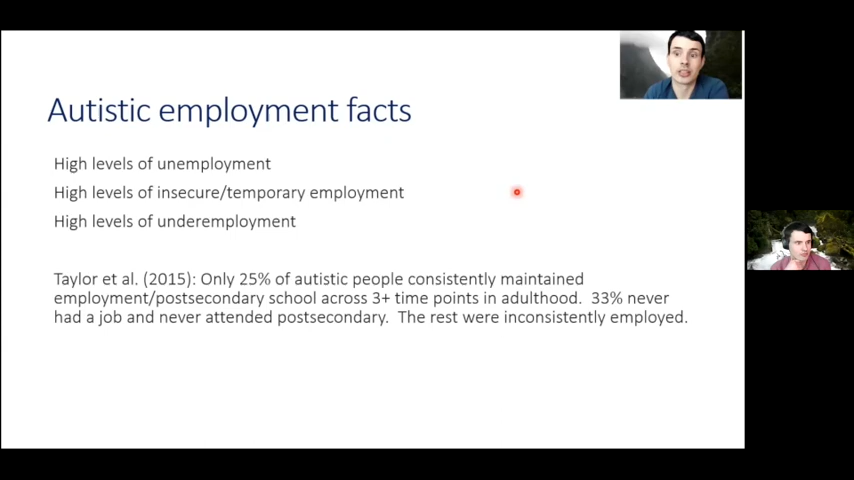 Autistic employment facts
High levels of unemployment
High levels of insecure/temporary employment
High levels of underemployment
Taylor et al. (2015): Only 25% of autistic people consistently maintained
employment/postsecondary school across 3+ time points in adulthood.  33% never
had a job and never attended postsecondary.  The rest were inconsistently employed.